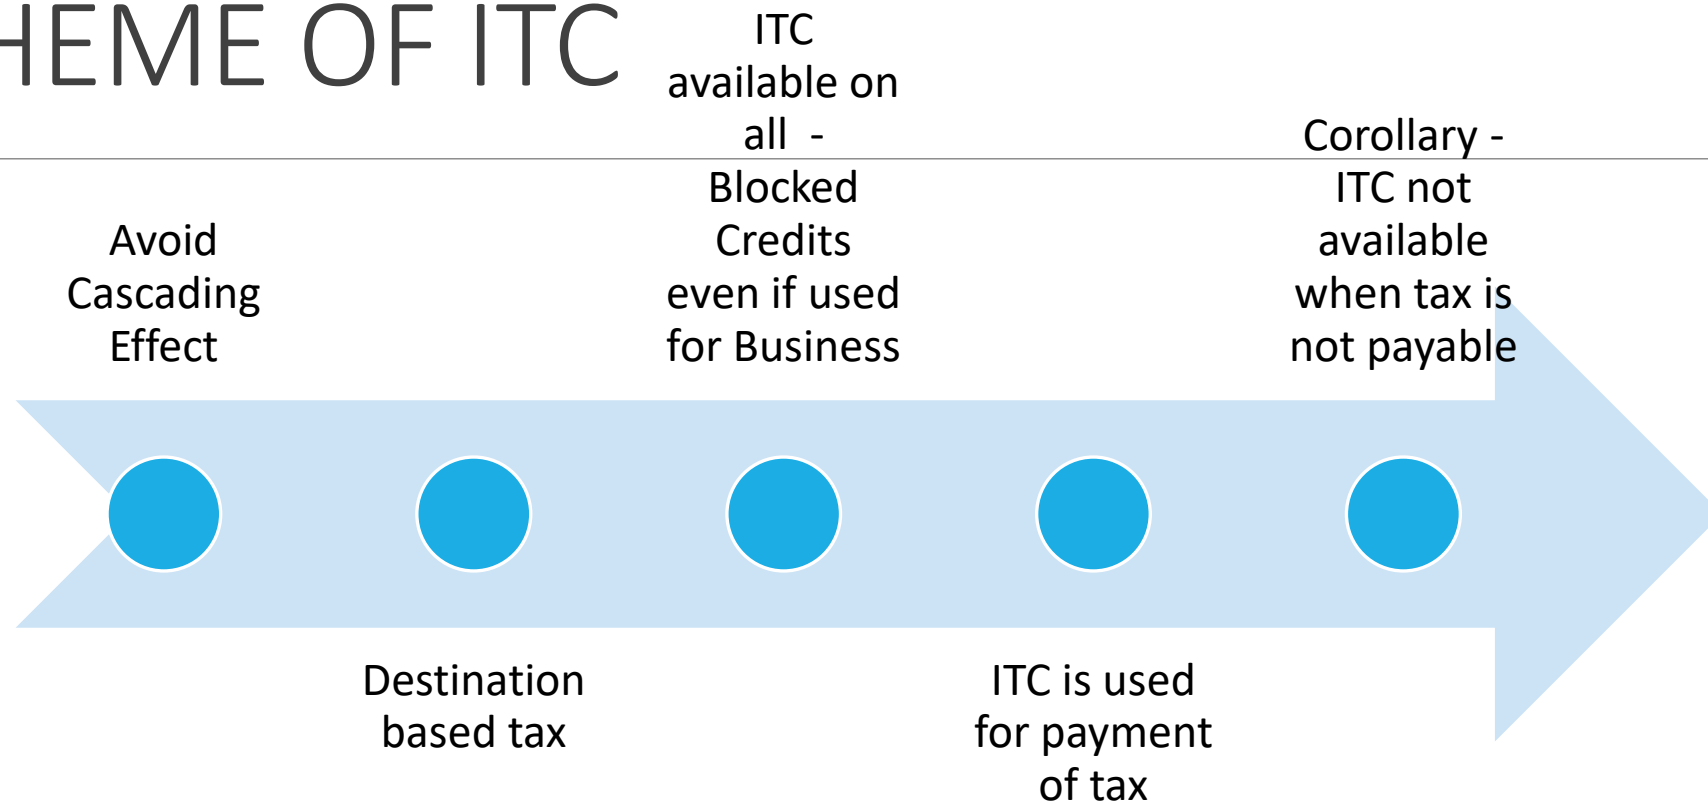 HEME OF ITC
Avoid
Cascading
Effect
Destination
based tax
ITC
available on
all -
Blocked
Credits
even if used
for Business
ITC is used
for payment
of tax
Corollary -
ITC not
available
when tax is
not payable